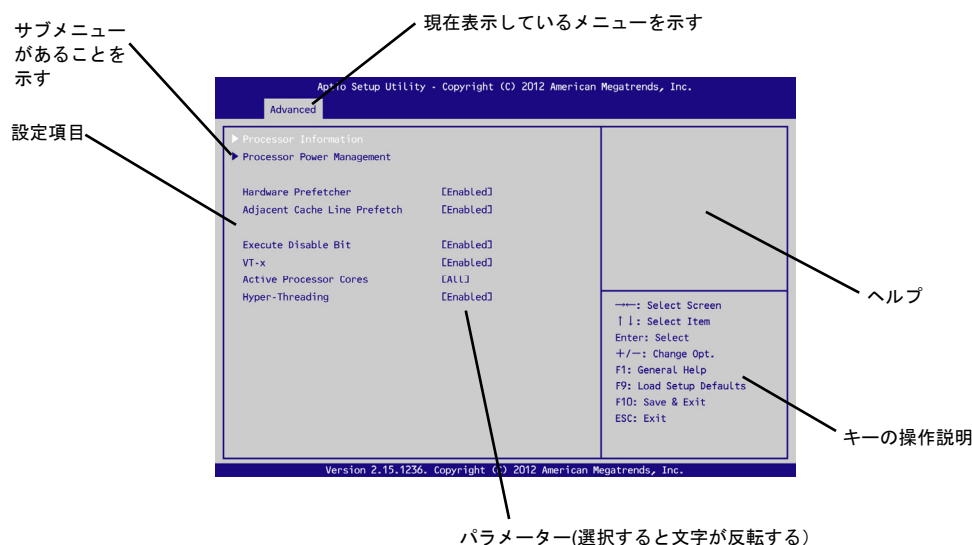 現在表示しているメニューを示す
サブメニュー
があることを
示す
Aptio Setup Utility - Copyright (C) 2012 American Megatrends, Inc.
Advanced
設定項目
Processor Information
Processor Power Management
Hardware Prefetcher [Enabled]
Adjacent Cache Line Prefetch [Enabled]
Execute Disable Bit [Enabled]
VT-x [Enabled]
Active Processor Cores [All]
Hyper-Threading [Enabled]
ヘルプ
→←: Select Screen
↑↓: Select Item
Enter: Select
+/-: Change Opt.
F1: General Help
F9: Load Setup Defaults
F10: Save & Exit
ESC: Exit
キーの操作説明
Version 2.15.1236. Copyright (C) 2012 American Megatrends, Inc.
パラメーター(選択すると文字が反転する)